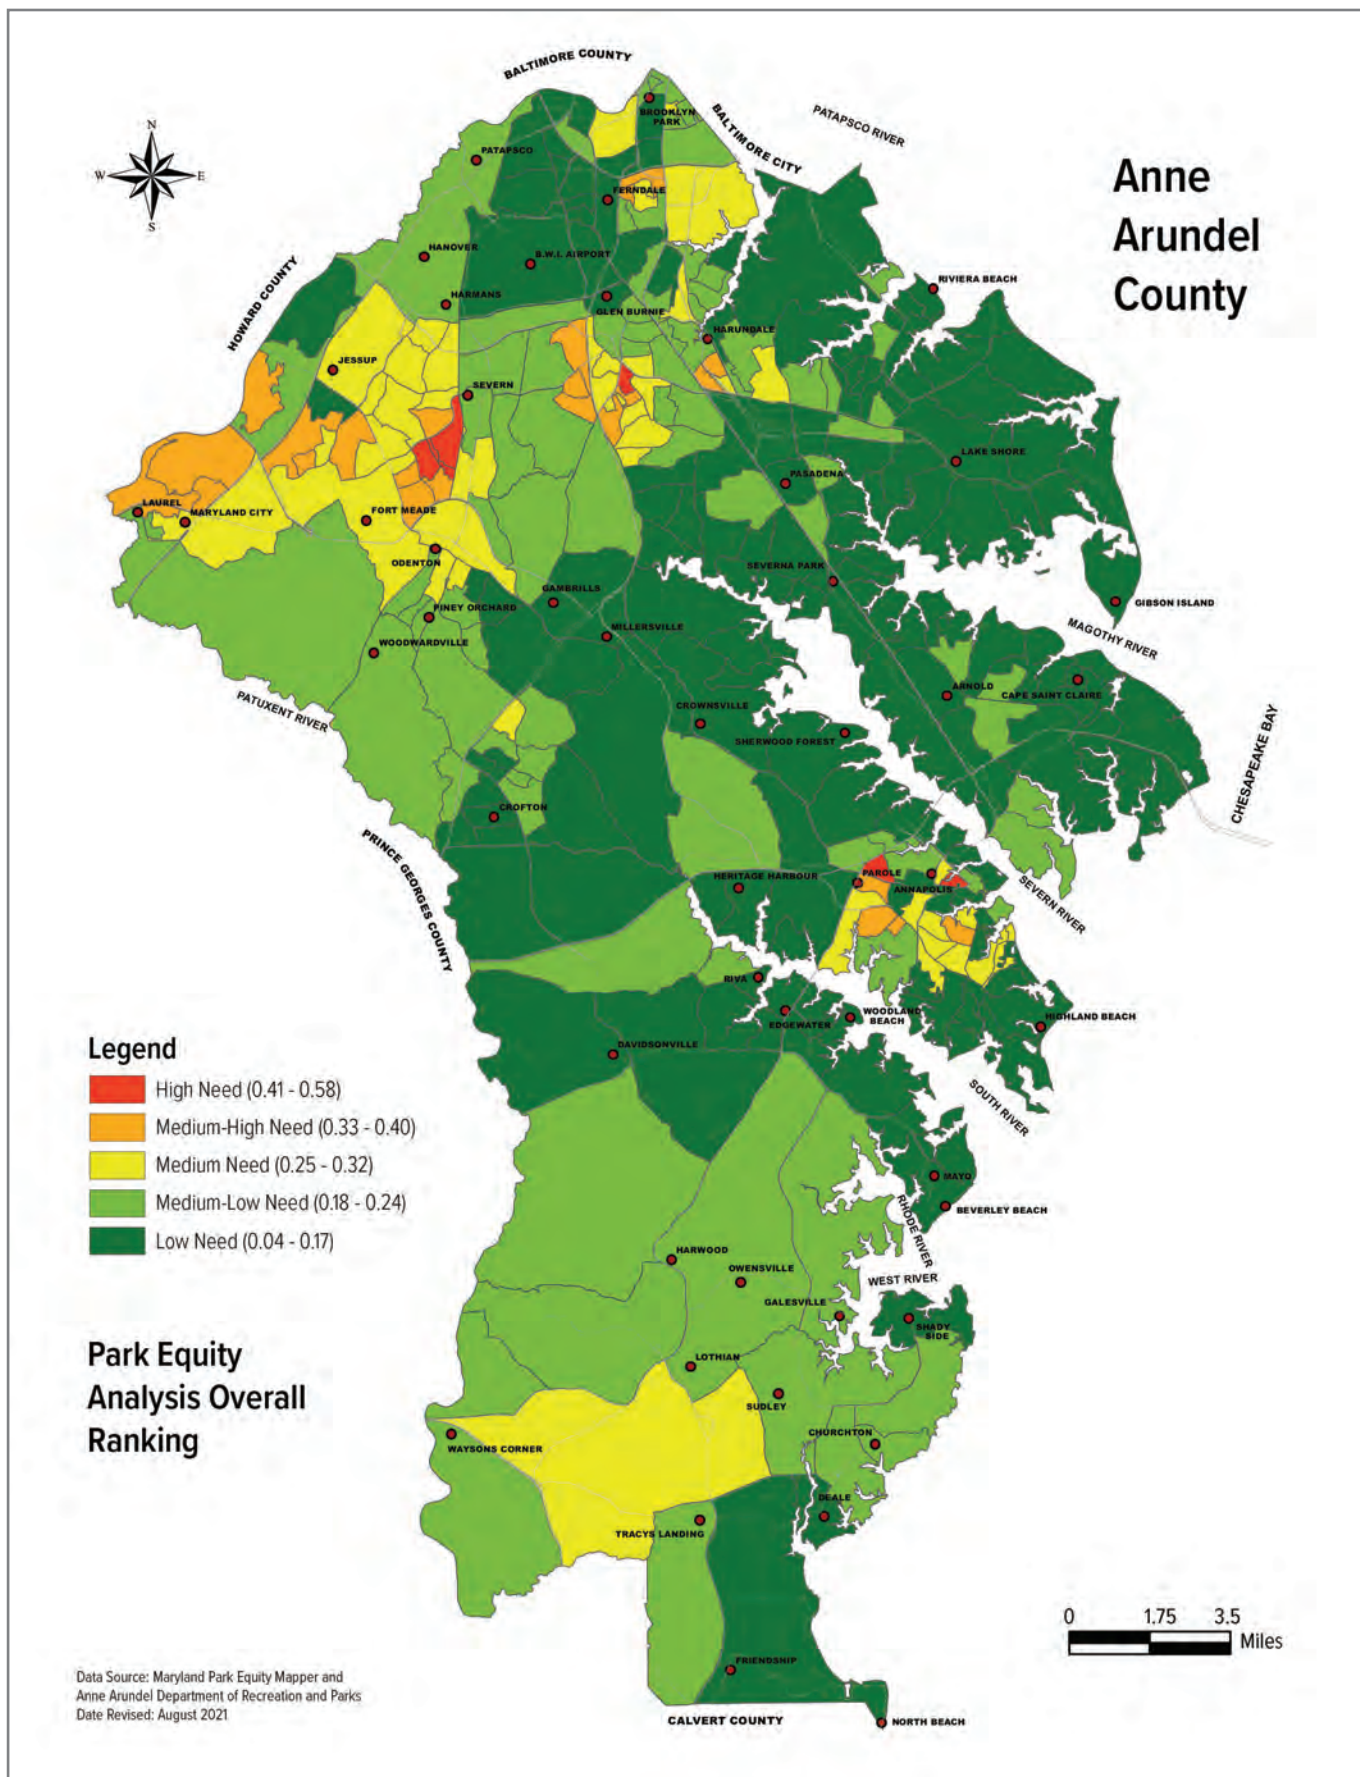 BALTIMORE COUNTY
BROOKLYN
PARK
BALTIMORE CITY
PATAPSCO RIVER
N
W
E
S
PATAPSCO
Anne
Arundel
County
FERNDALE
HANOVER
B.W.I. AIRPORT
HOWARD COUNTY
HARMANS
GLEN BURNIE
RIVIERA BEACH
HARUNDALE
JESSUP
SEVERN
LAKE SHORE
PASADENA
LAUREL
MARYLAND CITY
FORT MEADE
ODENTON
SEVERNA PARK
GAMBRILLS
GIBSON ISLAND
PINEY ORCHARD
MAGOTHY RIVER
MILLERSVILLE
WOODWARDVILLE
ARNOLD
CAPE SAINT CLAIRE
PATUXENT RIVER
CROWNSVILLE
SHERWOOD FOREST
CHESAPEAKE BAY
CROFTON
PRINCE GEORGES COUNTY
HERITAGE HARBOUR
PAROLE
ANNAPOLIS
SEVERN RIVER
RIVA
EDGEWATER
WOODLAND
BEACH
HIGHLAND BEACH
DAVIDSONVILLE
SOUTH RIVER
Legend
High Need (0.41 - 0.58)
Medium-High Need (0.33 - 0.40)
Medium Need (0.25 - 0.32)
Medium-Low Need (0.18 - 0.24)
Low Need (0.04 - 0.17)
MAYO
BEVERLEY BEACH
RHODE RIVER
HARWOOD
OWENSVILLE
WEST RIVER
GALESVILLE
SHADY
SIDE
Park Equity
Analysis Overall
Ranking
LOTHIAN
SUDLEY
WAYSONS CORNER
CHURCHTON
DEALE
TRACYS LANDING
0 1.75 3.5
Miles
FRIENDSHIP
Data Source: Maryland Park Equity Mapper and
Anne Arundel Department of Recreation and Parks
Date Revised: August 2021
CALVERT COUNTY
NORTH BEACH